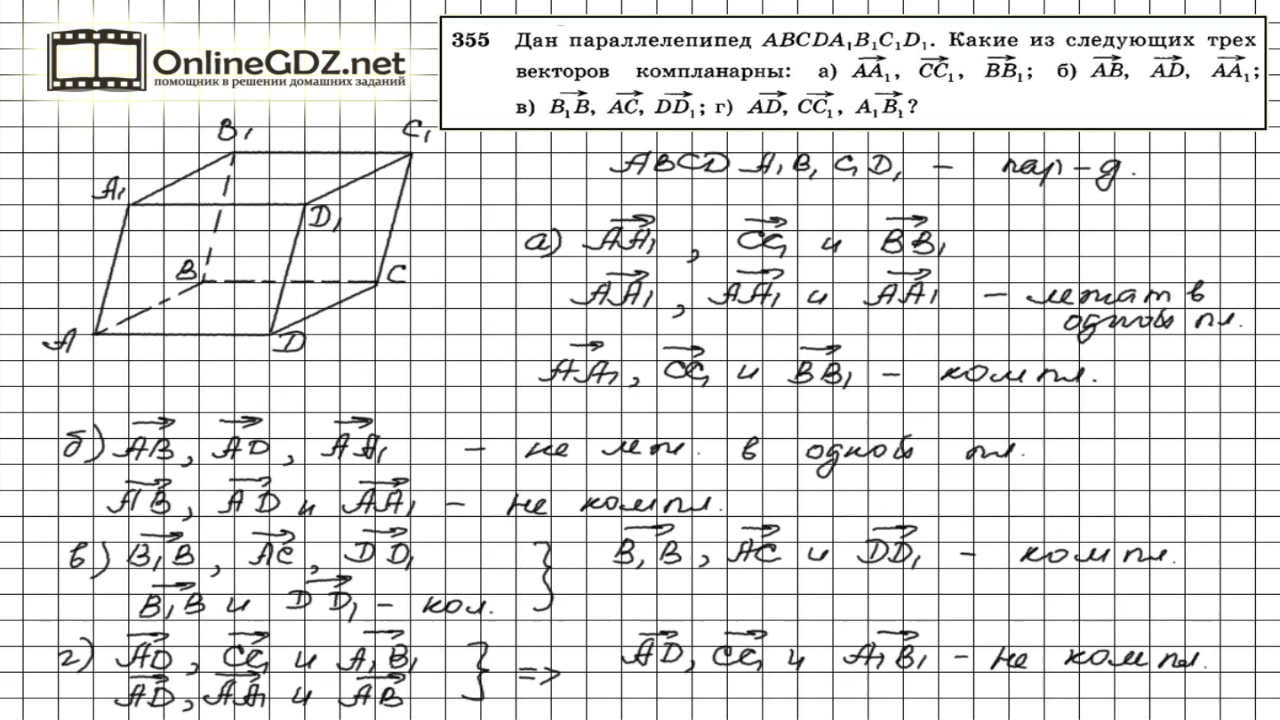 OnlineGDZ.net
помощник в решении домашних заданий
355 Дан параллелепипед ABCDA₁B₁C₁D₁. Какие из следующих трех
векторов компланарны: а) AA₁, CC₁, BB₁; б) AB, AD, AA₁;
в) B₁B, AC, DD₁; г) AD, CC₁, A₁B₁?
B₁ C₁
A₁ D₁
B C
A D
ABCD A₁B₁C₁D₁ – пар-д.
а) AA₁, CC₁ и BB₁
AA₁, AA₁ и AA₁ – лежат в
одной пл.
AA₁, CC₁ и BB₁ – компл.
б) AB, AD, AA₁ – не леж. в одной пл.
AB, AD и AA₁ – не компл.
в) B₁B, AC, DD₁ } B₁B, AC и DD₁ – компл.
B₁B и DD₁ – кол.
г) AD, CC₁ и A₁B₁ } => AD, CC₁ и A₁B₁ – не компл.
AD, AA₁ и AB